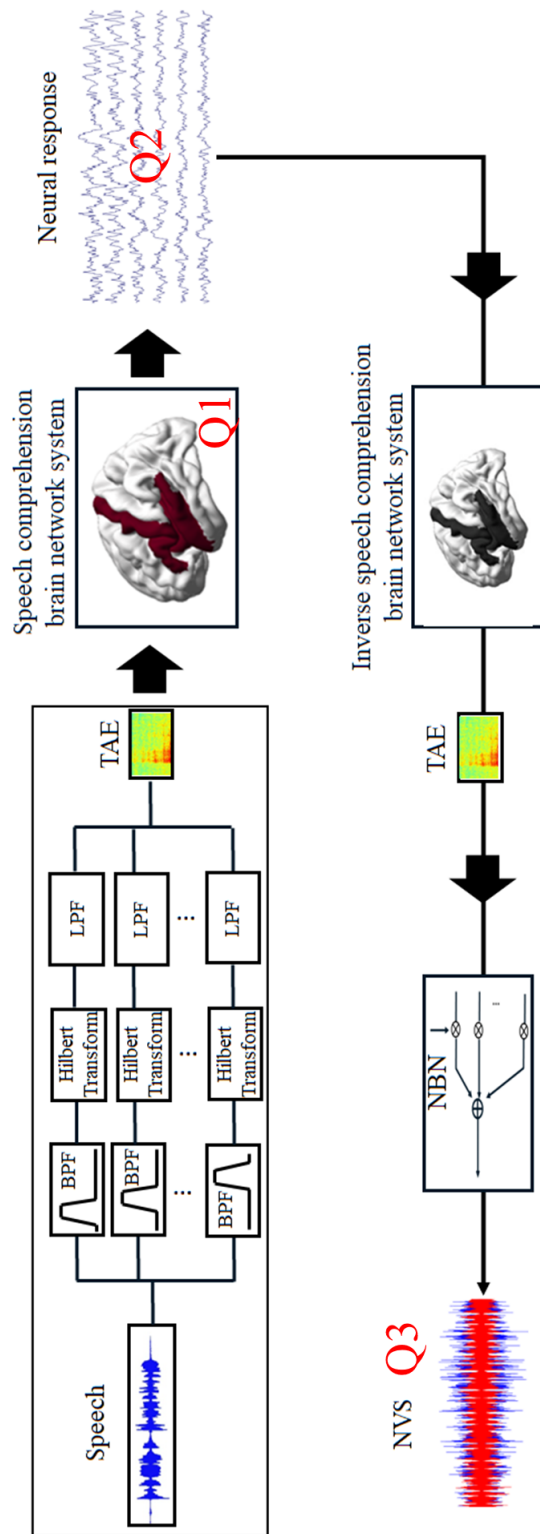 Speech
BPF
BPF
...
BPF
Hilbert
Transform
Hilbert
Transform
...
Hilbert
Transform
LPF
LPF
...
LPF
TAE
Speech comprehension
brain network system
Q1
Neural response
Q2
Inverse speech comprehension
brain network system
TAE
NBN
...
NVS
Q3